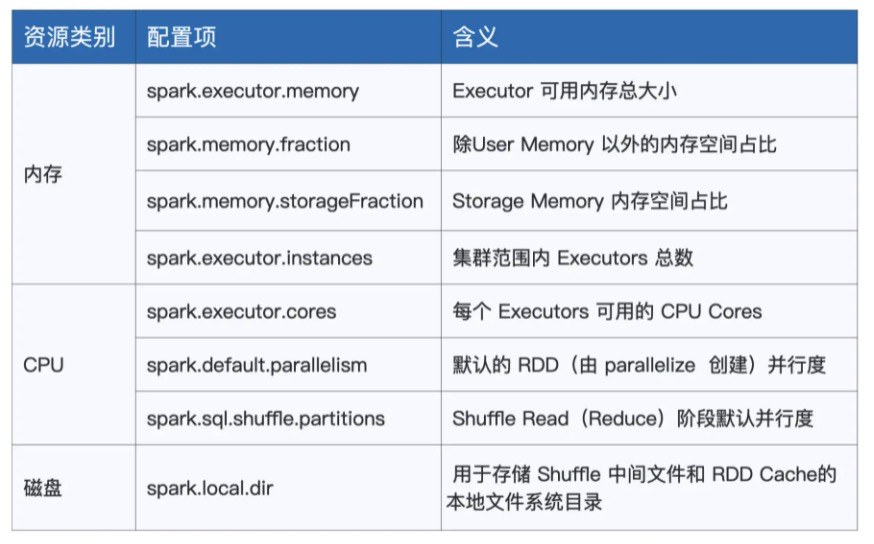 资源类别 配置项 含义
内存
spark.executor.memory Executor 可用内存总大小
spark.memory.fraction 除User Memory 以外的内存空间占比
spark.memory.storageFraction Storage Memory 内存空间占比
spark.executor.instances 集群范围内 Executors 总数
CPU
spark.executor.cores 每个 Executors 可用的 CPU Cores
spark.default.parallelism 默认的 RDD（由 parallelize 创建）并行度
spark.sql.shuffle.partitions Shuffle Read（Reduce）阶段默认并行度
磁盘 spark.local.dir 用于存储 Shuffle 中间文件和 RDD Cache的
本地文件系统目录